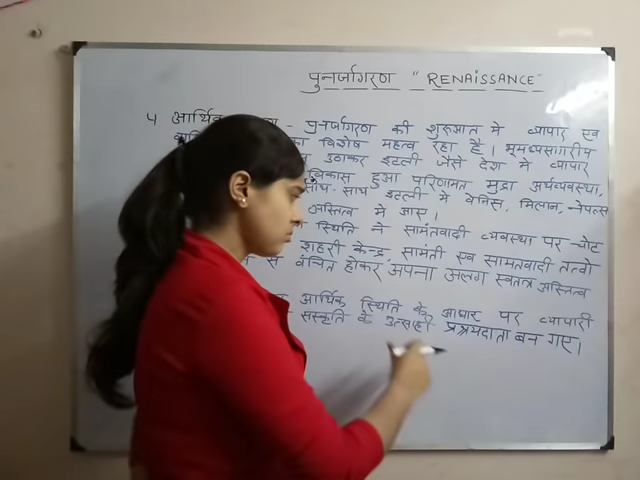 पुनर्जागरण "RENAISSANCE"
4 आर्थिक - पुनर्जागरण की शुरुआत मे व्यापार एव
का विशेष महत्व रहा है। भूमध्यसागरीय
उठाकर इटली जैसे देश मे व्यापार
विकास हुआ परिणामत मुद्रा अर्थव्यवस्था,
साथ-साथ इटली मे वेनिस, मिलान, नेपल्स
अस्तित्व मे आए।
स्थिति ने सामंतवादी व्यवस्था पर चोट
शहरी केन्द्र, सामंती एव सामतवादी तत्वो
से वंचित होकर अपना अलग स्वतंत्र अस्तित्व
आर्थिक स्थिति के आधार पर व्यापारी
संस्कृति के उत्साही प्रश्रयदाता बन गए।